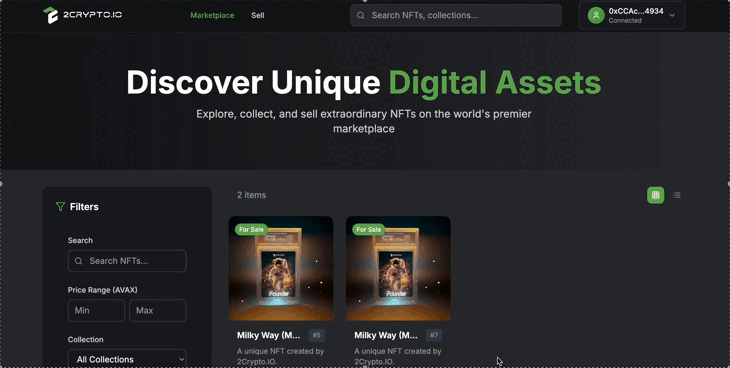 2CRYPTO.IO
Marketplace
Sell
Search NFTs, collections...
0xCCAc...4934
Connected
Discover Unique Digital Assets
Explore, collect, and sell extraordinary NFTs on the world's premier
marketplace
Filters
2 items
Search
Search NFTs...
Price Range (AVAX)
Min
Max
Collection
All Collections
For Sale
Founder
Milky Way (M...
#5
A unique NFT created by
2Crypto.IO.
For Sale
Founder
Milky Way (M...
#7
A unique NFT created by
2Crypto.IO.